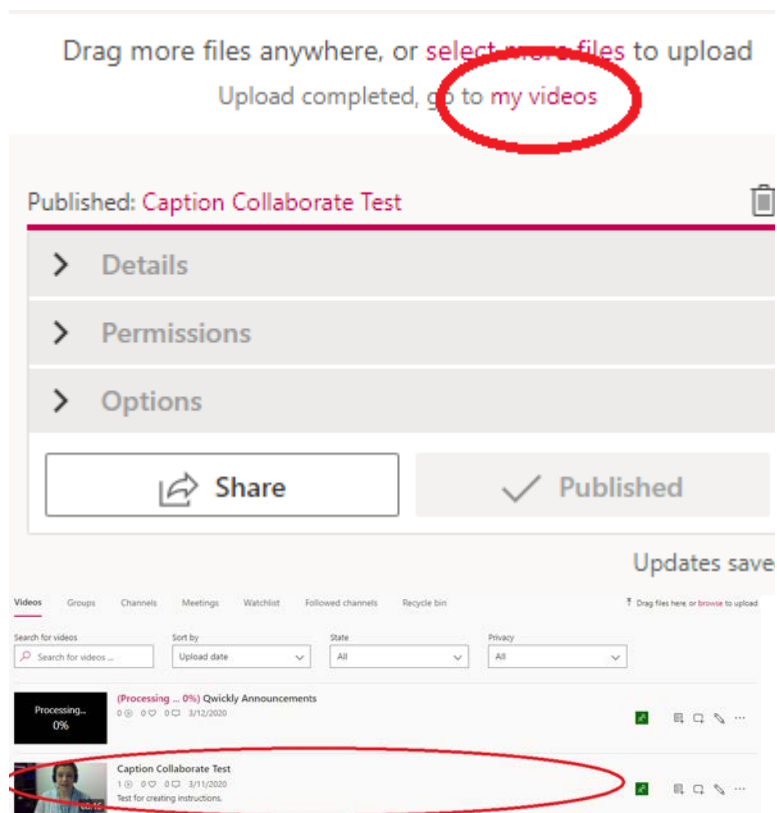 Drag more files anywhere, or select more files to upload
Upload completed, go to my videos
Published: Caption Collaborate Test
Details
Permissions
Options
Share Published
Updates save
Videos Groups Channels Meetings Watchlist Followed channels Recycle bin Drag files here, or browse to upload
Search for videos Sort by State Privacy
Search for videos ... Upload date All All
Processing... (Processing ... 0%) Qwickly Announcements
0% 0 0 0 3/12/2020
Caption Collaborate Test
1 0 0 3/11/2020
Test for creating instructions.